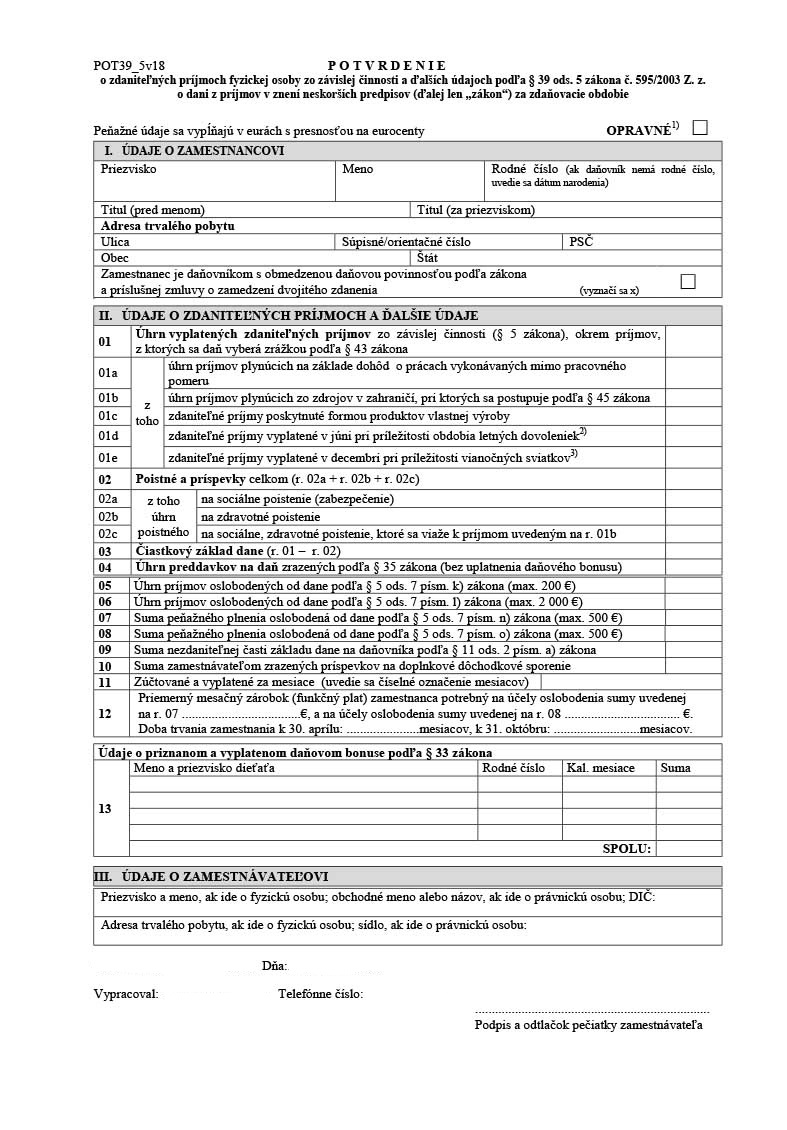 POT39_5v18
P O T V R D E N I E
o zdaniteľných príjmoch fyzickej osoby zo závislej činnosti a ďalších údajoch podľa § 39 ods. 5 zákona č. 595/2003 Z. z.
o dani z príjmov v znení neskorších predpisov (ďalej len „zákon“) za zdaňovacie obdobie
Peňažné údaje sa vypĺňajú v eurách s presnosťou na eurocenty
OPRAVNÉ1)
I. ÚDAJE O ZAMESTNANCOVI
Priezvisko
Meno
Rodné číslo (ak daňovník nemá rodné číslo,
uvedie sa dátum narodenia)
Titul (pred menom)
Titul (za priezviskom)
Adresa trvalého pobytu
Ulica
Súpisné/orientačné číslo
PSČ
Obec
Štát
Zamestnanec je daňovníkom s obmedzenou daňovou povinnosťou podľa zákona
a príslušnej zmluvy o zamedzení dvojitého zdanenia
(vyznačí sa x)
II. ÚDAJE O ZDANITEĽNÝCH PRÍJMOCH A ĎALŠIE ÚDAJE
01
Úhrn vyplatených zdaniteľných príjmov zo závislej činnosti (§ 5 zákona), okrem príjmov,
z ktorých sa daň vyberá zrážkou podľa § 43 zákona
01a
z
toho
úhrn príjmov plynúcich na základe dohôd o prácach vykonávaných mimo pracovného
pomeru
01b
úhrn príjmov plynúcich zo zdrojov v zahraničí, pri ktorých sa postupuje podľa § 45 zákona
01c
zdaniteľné príjmy poskytnuté formou produktov vlastnej výroby
01d
zdaniteľné príjmy vyplatené v júni pri príležitosti obdobia letných dovoleniek2)
01e
zdaniteľné príjmy vyplatené v decembri pri príležitosti vianočných sviatkov3)
02
Poistné a príspevky celkom (r. 02a + r. 02b + r. 02c)
02a
z toho
úhrn
poistného
na sociálne poistenie (zabezpečenie)
02b
na zdravotné poistenie
02c
na sociálne, zdravotné poistenie, ktoré sa viaže k príjmom uvedeným na r. 01b
03
Čiastkový základ dane (r. 01 – r. 02)
04
Úhrn preddavkov na daň zrazených podľa § 35 zákona (bez uplatnenia daňového bonusu)
05
Úhrn príjmov oslobodených od dane podľa § 5 ods. 7 písm. k) zákona (max. 200 €)
06
Úhrn príjmov oslobodených od dane podľa § 5 ods. 7 písm. l) zákona (max. 2 000 €)
07
Suma peňažného plnenia oslobodená od dane podľa § 5 ods. 7 písm. n) zákona (max. 500 €)
08
Suma peňažného plnenia oslobodená od dane podľa § 5 ods. 7 písm. o) zákona (max. 500 €)
09
Suma nezdaniteľnej časti základu dane na daňovníka podľa § 11 ods. 2 písm. a) zákona
10
Suma zamestnávateľom zrazených príspevkov na doplnkové dôchodkové sporenie
11
Zúčtované a vyplatené za mesiace (uvedie sa číselné označenie mesiacov)
12
Priemerný mesačný zárobok (funkčný plat) zamestnanca potrebný na účely oslobodenia sumy uvedenej
na r. 07 ....................................€, a na účely oslobodenia sumy uvedenej na r. 08 ................................... €.
Doba trvania zamestnania k 30. aprílu: ......................mesiacov, k 31. októbru: ..........................mesiacov.
Údaje o priznanom a vyplatenom daňovom bonuse podľa § 33 zákona
13
Meno a priezvisko dieťaťa
Rodné číslo
Kal. mesiace
Suma
SPOLU:
III. ÚDAJE O ZAMESTNÁVATEĽOVI
Priezvisko a meno, ak ide o fyzickú osobu; obchodné meno alebo názov, ak ide o právnickú osobu; DIČ:
Adresa trvalého pobytu, ak ide o fyzickú osobu; sídlo, ak ide o právnickú osobu:
Dňa:
Vypracoval:
Telefónne číslo:
........................................................................
Podpis a odtlačok pečiatky zamestnávateľa